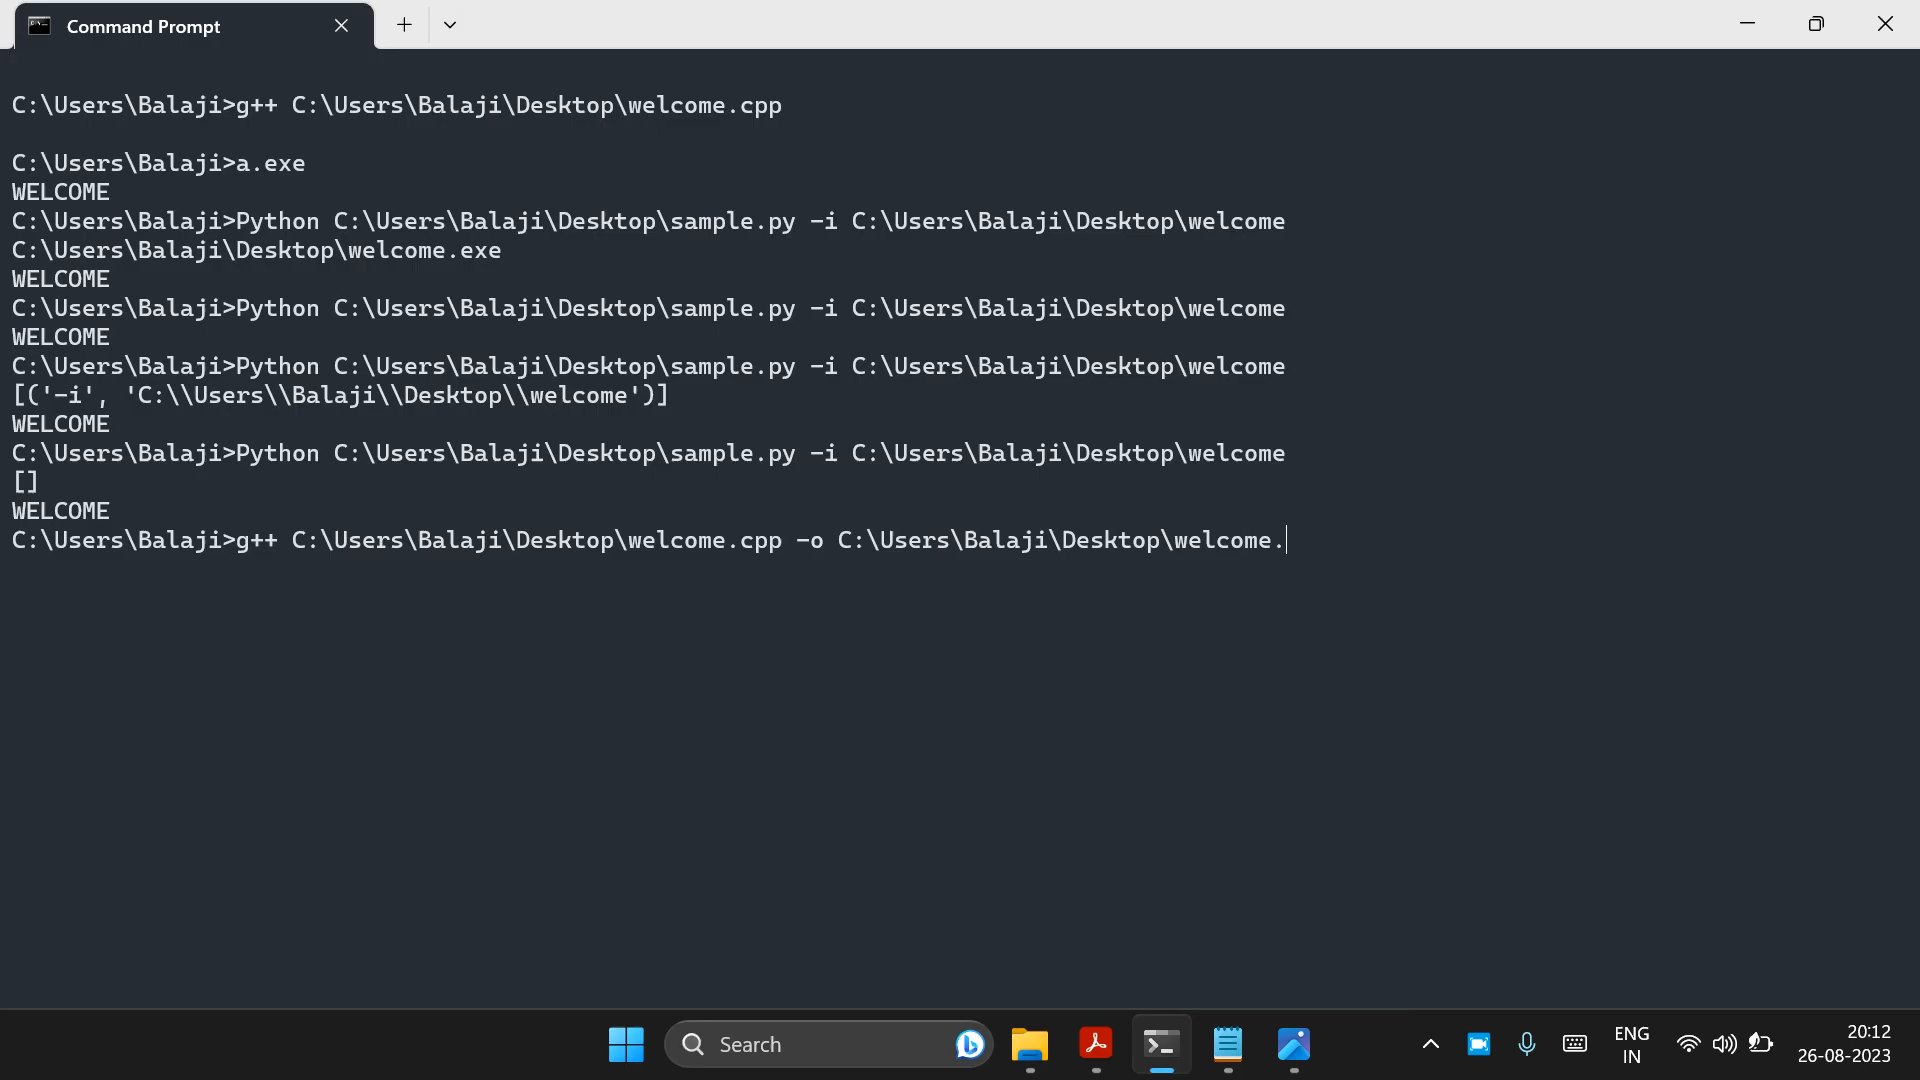 Command Prompt
C:\Users\Balaji>g++ C:\Users\Balaji\Desktop\welcome.cpp
C:\Users\Balaji>a.exe
WELCOME
C:\Users\Balaji>Python C:\Users\Balaji\Desktop\sample.py -i C:\Users\Balaji\Desktop\welcome
C:\Users\Balaji\Desktop\welcome.exe
WELCOME
C:\Users\Balaji>Python C:\Users\Balaji\Desktop\sample.py -i C:\Users\Balaji\Desktop\welcome
WELCOME
C:\Users\Balaji>Python C:\Users\Balaji\Desktop\sample.py -i C:\Users\Balaji\Desktop\welcome
[('-i', 'C:\\Users\\Balaji\\Desktop\\welcome')]
WELCOME
C:\Users\Balaji>Python C:\Users\Balaji\Desktop\sample.py -i C:\Users\Balaji\Desktop\welcome
[]
WELCOME
C:\Users\Balaji>g++ C:\Users\Balaji\Desktop\welcome.cpp -o C:\Users\Balaji\Desktop\welcome.
Search
ENG
IN
20:12
26-08-2023